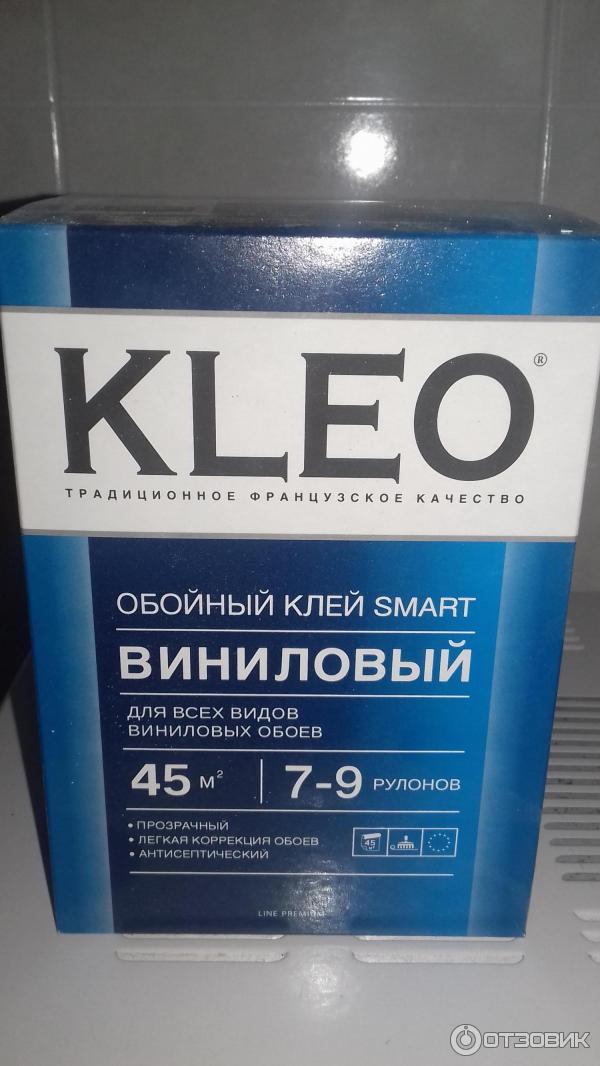 KLEO®
ТРАДИЦИОННОЕ ФРАНЦУЗСКОЕ КАЧЕСТВО
ОБОЙНЫЙ КЛЕЙ SMART
ВИНИЛОВЫЙ
ДЛЯ ВСЕХ ВИДОВ
ВИНИЛОВЫХ ОБОЕВ
45 м² 7-9 РУЛОНОВ
• ПРОЗРАЧНЫЙ
• ЛЕГКАЯ КОРРЕКЦИЯ ОБОЕВ
• АНТИСЕПТИЧЕСКИЙ
45
LINE PREMIUM
ОТЗОВИК